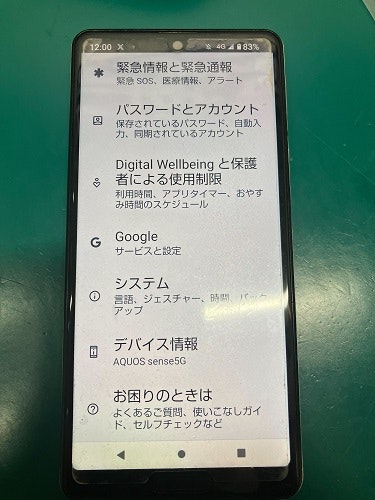 12:00 X 4G 83%
緊急情報と緊急通報
緊急 SOS、医療情報、アラート
パスワードとアカウント
保存されているパスワード、自動入
力、同期されているアカウント
Digital Wellbeing と保護
者による使用制限
利用時間、アプリタイマー、おやす
み時間のスケジュール
G Google
サービスと設定
システム
言語、ジェスチャー、時間、バック
アップ
デバイス情報
AQUOS sense5G
お困りのときは
よくあるご質問、使いこなしガイ
ド、セルフチェックなど